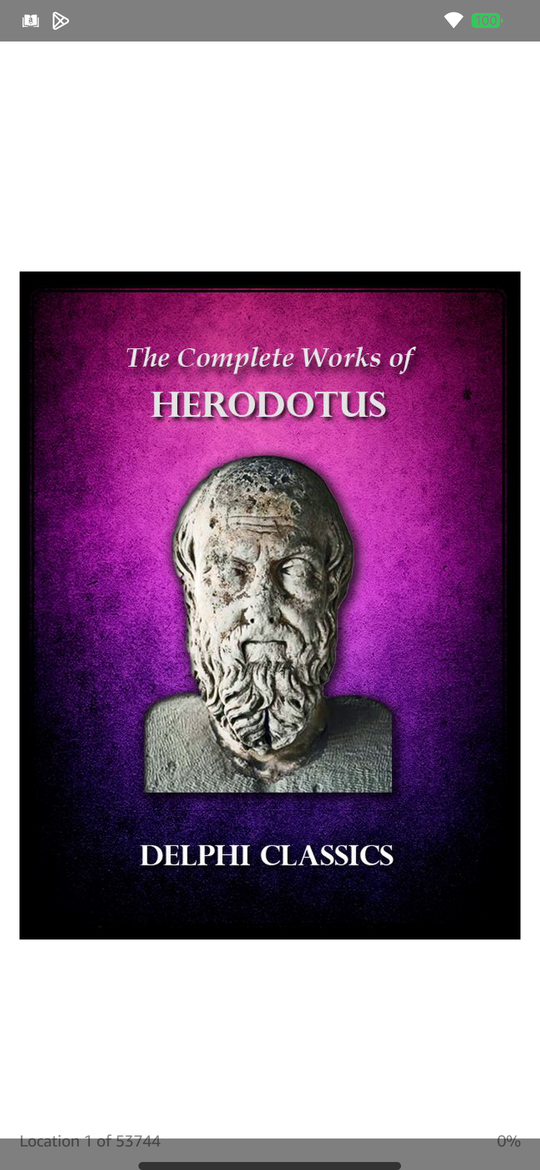 The Complete Works of
HERODOTUS
DELPHI CLASSICS
Location 1 of 53744
0%